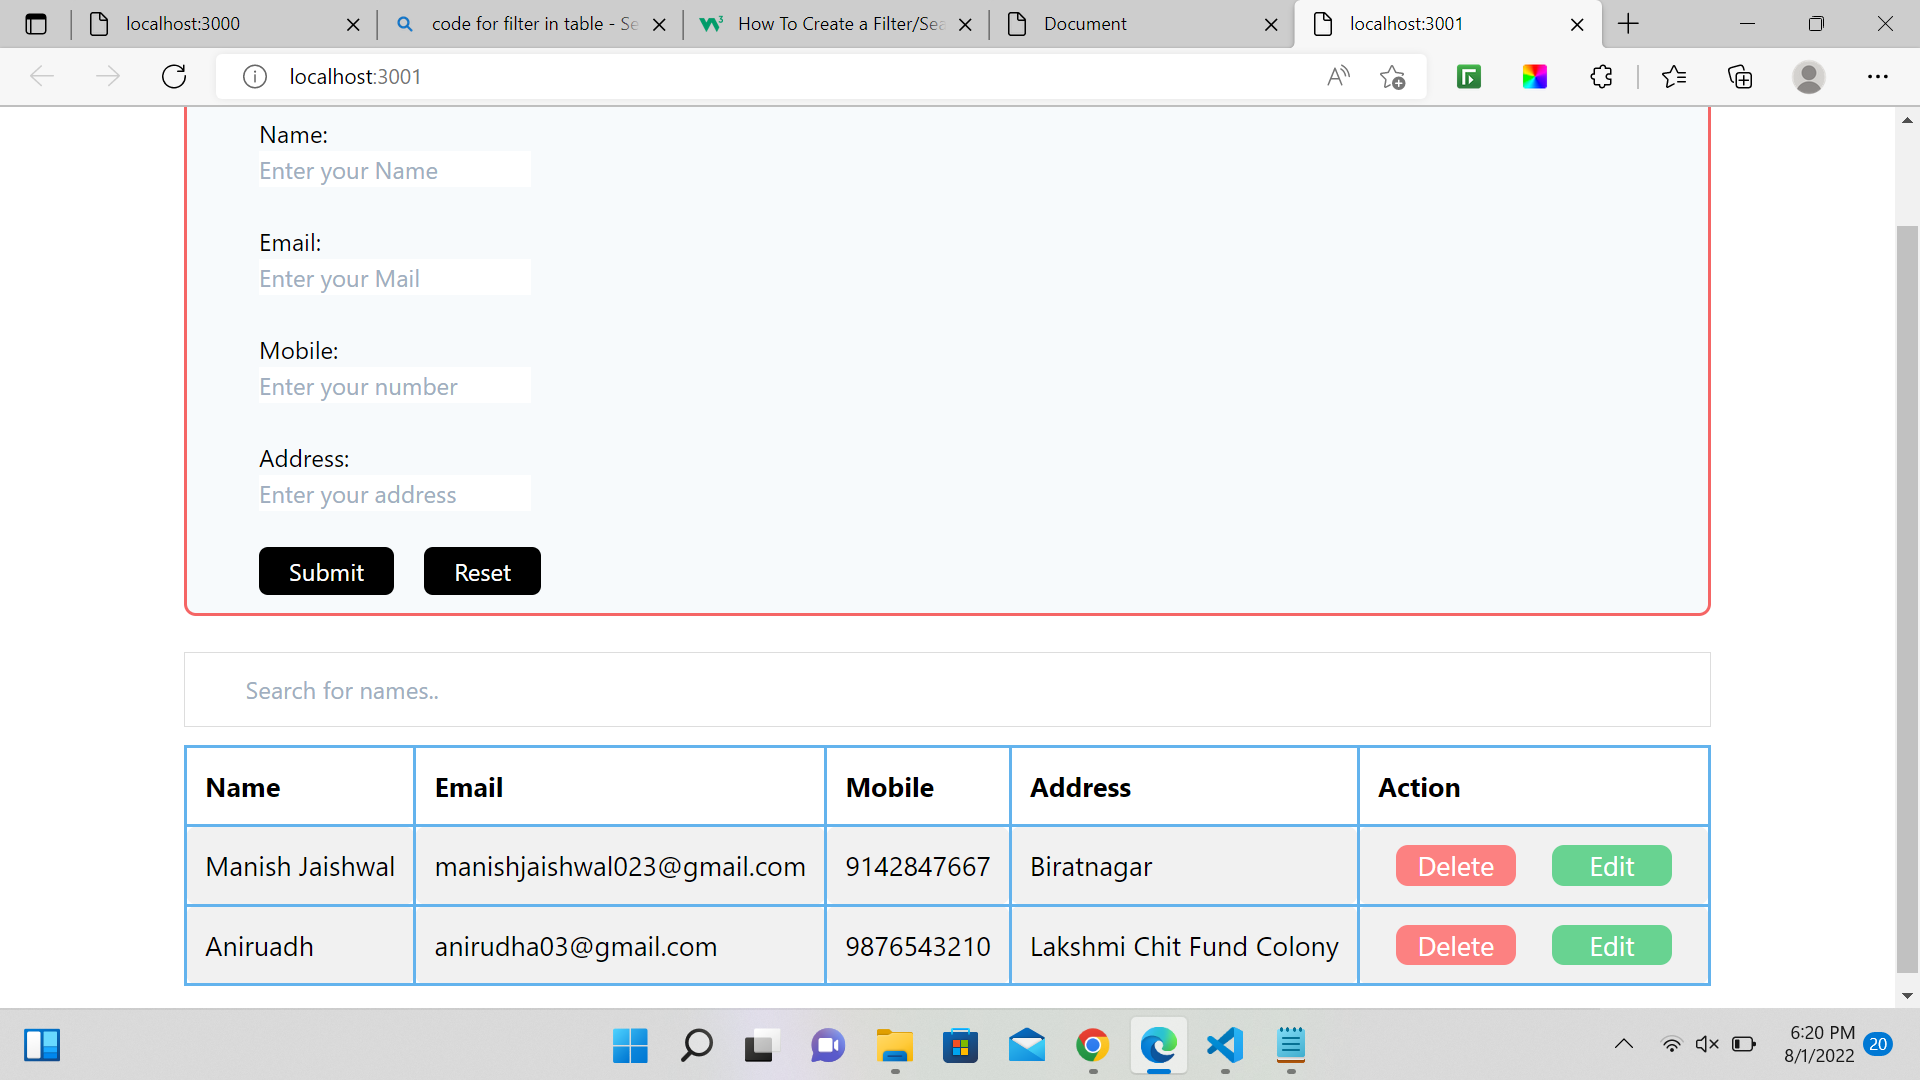 localhost:3000
code for filter in table - Se
How To Create a Filter/Sea
Document
localhost:3001
localhost:3001
Name:
Enter your Name
Email:
Enter your Mail
Mobile:
Enter your number
Address:
Enter your address
Submit Reset
Search for names..
Name Email Mobile Address Action
Manish Jaishwal manishjaishwal023@gmail.com 9142847667 Biratnagar Delete Edit
Aniruadh anirudha03@gmail.com 9876543210 Lakshmi Chit Fund Colony Delete Edit
6:20 PM
8/1/2022
20